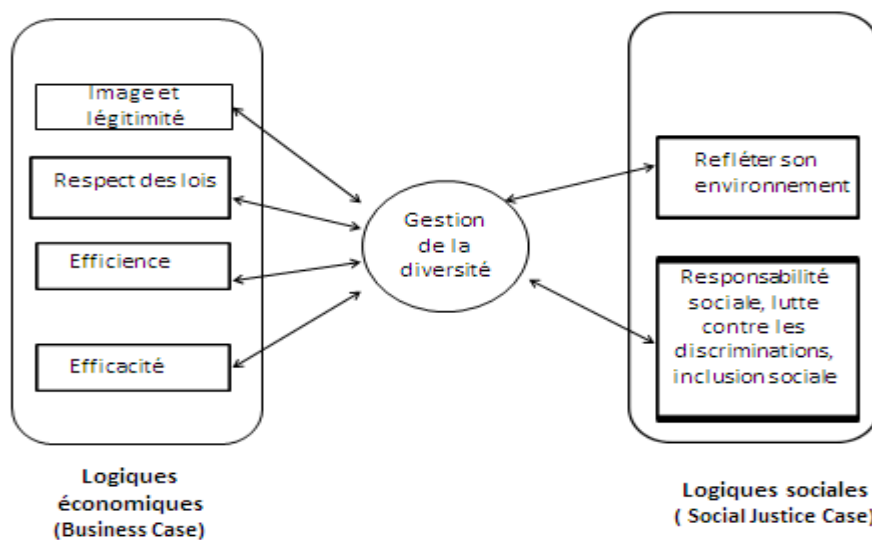 Image et
légitimité
Respect des lois
Efficience
Efficacité
Logiques
économiques
(Business Case)
Gestion
de la
diversité
Refléter son
environnement
Responsabilité
sociale, lutte
contre les
discriminations,
inclusion sociale
Logiques sociales
( Social Justice Case)